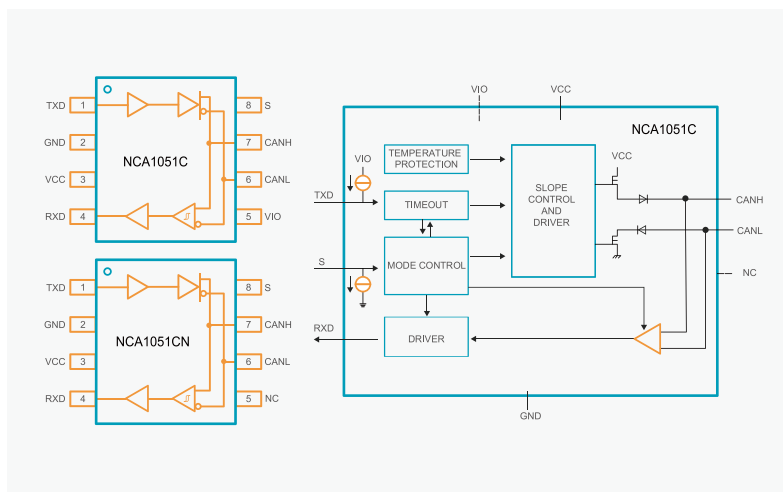 TXD 1 8 S
GND 2 7 CANH
NCA1051C
VCC 3 6 CANL
RXD 4 5 VIO
TXD 1 8 S
GND 2 7 CANH
NCA1051CN
VCC 3 6 CANL
RXD 4 5 NC
VIO VCC
NCA1051C
TEMPERATURE
PROTECTION
VIO
VCC
TXD
TIMEOUT
SLOPE
CONTROL
AND
DRIVER
CANH
CANL
S
MODE CONTROL
NC
RXD
DRIVER
GND